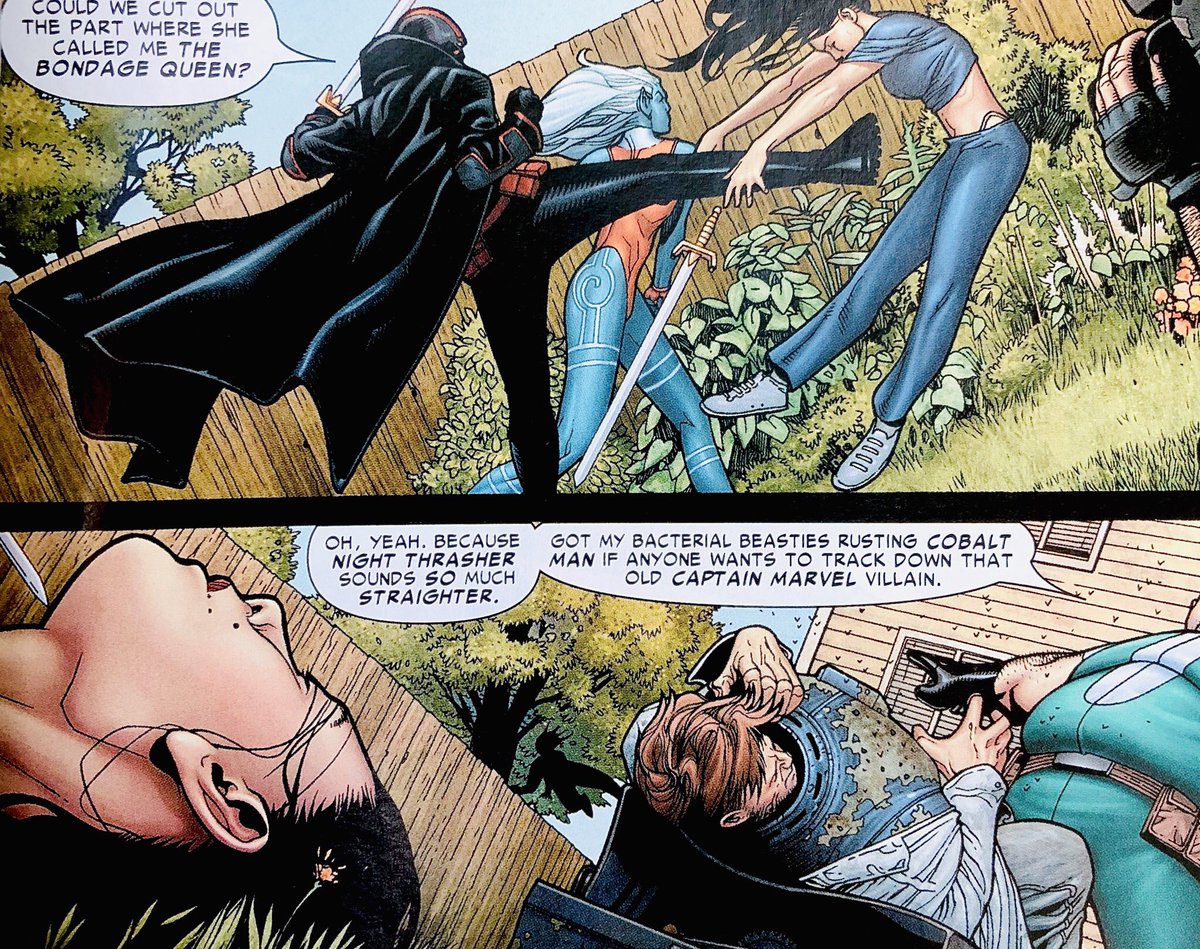 COULD WE CUT OUT
THE PART WHERE SHE
CALLED ME THE
BONDAGE QUEEN?
OH, YEAH. BECAUSE
NIGHT THRASHER
SOUNDS SO MUCH
STRAIGHTER.
GOT MY BACTERIAL BEASTIES RUSTING COBALT
MAN IF ANYONE WANTS TO TRACK DOWN THAT
OLD CAPTAIN MARVEL VILLAIN.